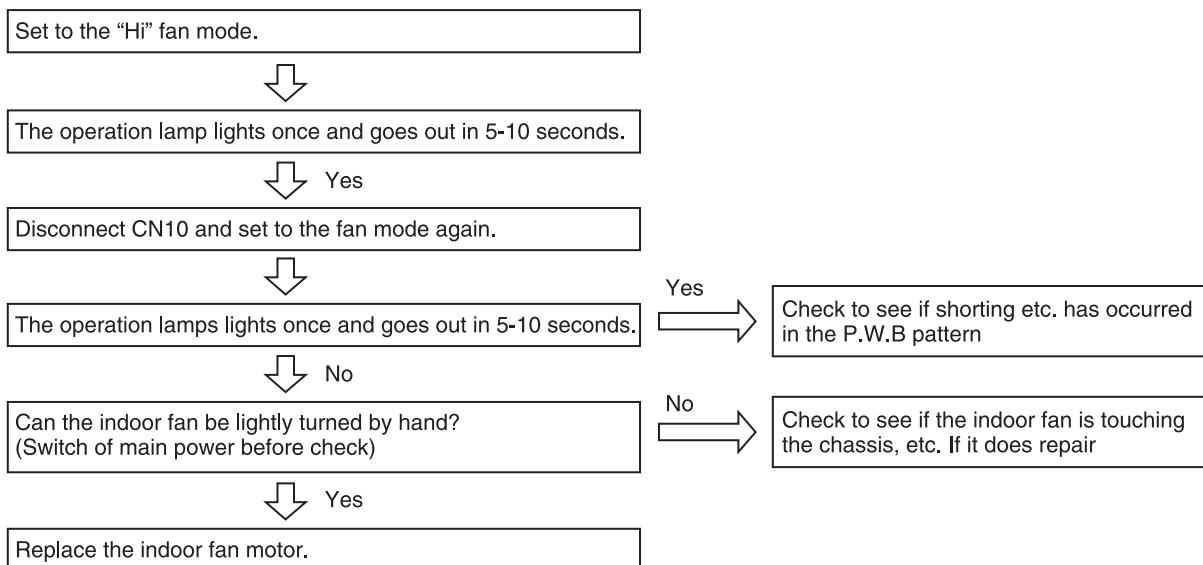 Set to the “Hi” fan mode.
The operation lamp lights once and goes out in 5-10 seconds.
Yes
Disconnect CN10 and set to the fan mode again.
The operation lamps lights once and goes out in 5-10 seconds.
Yes
Check to see if shorting etc. has occurred
in the P.W.B pattern
No
Can the indoor fan be lightly turned by hand?
(Switch of main power before check)
No
Check to see if the indoor fan is touching
the chassis, etc. If it does repair
Yes
Replace the indoor fan motor.